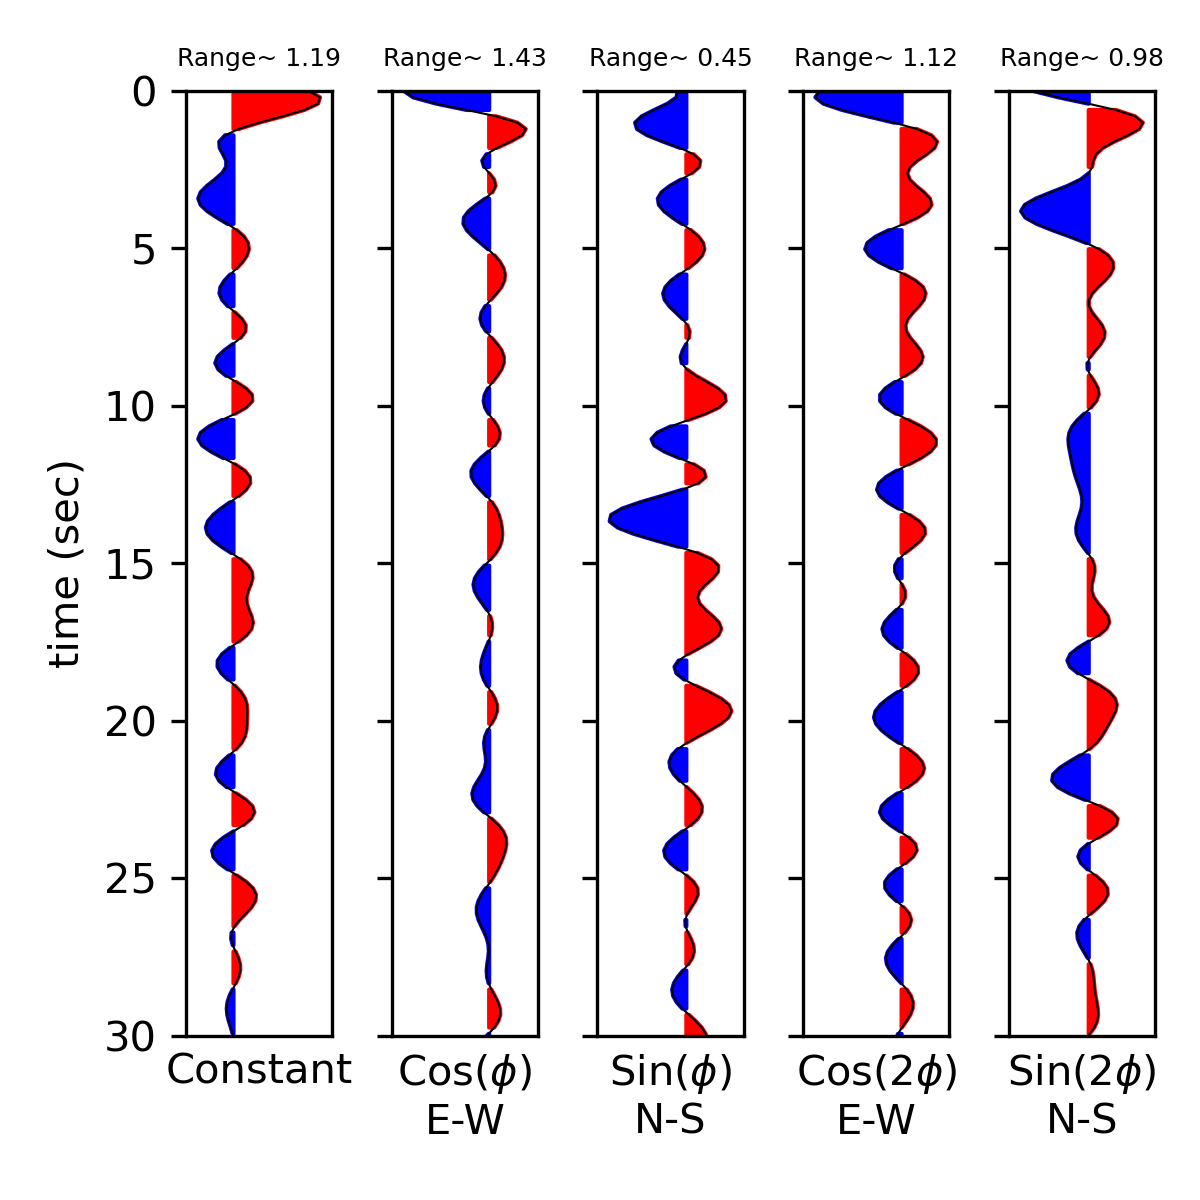 Range~ 1.19 Range~ 1.43 Range~ 0.45 Range~ 1.12 Range~ 0.98
0
5
10
15
20
25
30
time (sec)
Constant Cos(ϕ) Sin(ϕ) Cos(2ϕ) Sin(2ϕ)
E-W N-S E-W N-S